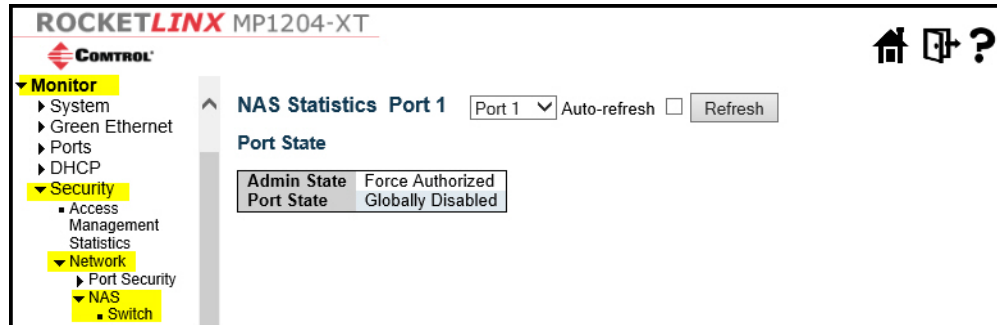 ROCKETLINX MP1204-XT
COMTROL
Monitor
System
Green Ethernet
Ports
DHCP
Security
Access
Management
Statistics
Network
Port Security
NAS
Switch
NAS Statistics Port 1 Port 1 Auto-refresh Refresh
Port State
Admin State Force Authorized
Port State Globally Disabled
?